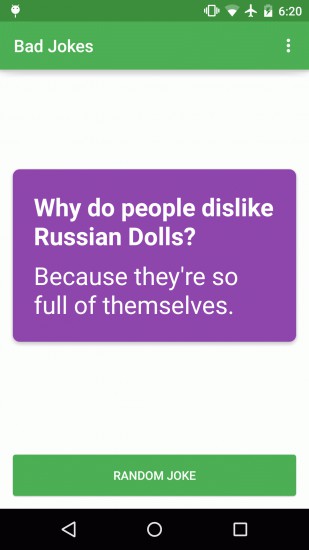 6:20
Bad Jokes
Why do people dislike
Russian Dolls?
Because they're so
full of themselves.
RANDOM JOKE